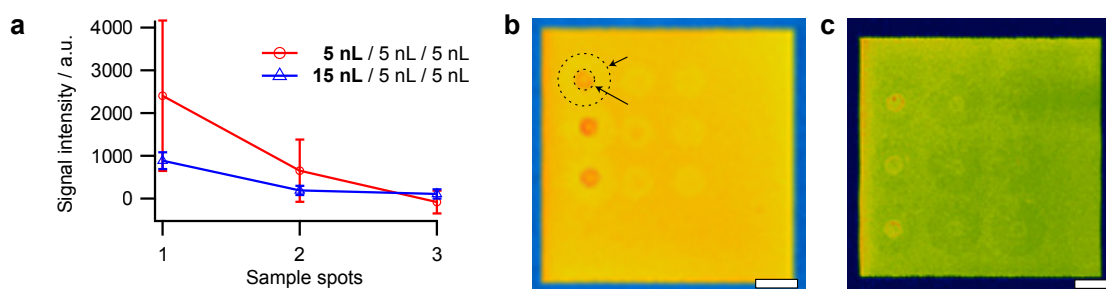 a
Signal intensity / a.u.
4000
3000
2000
1000
0
5 nL / 5 nL / 5 nL
15 nL / 5 nL / 5 nL
1
2
3
Sample spots
b
c